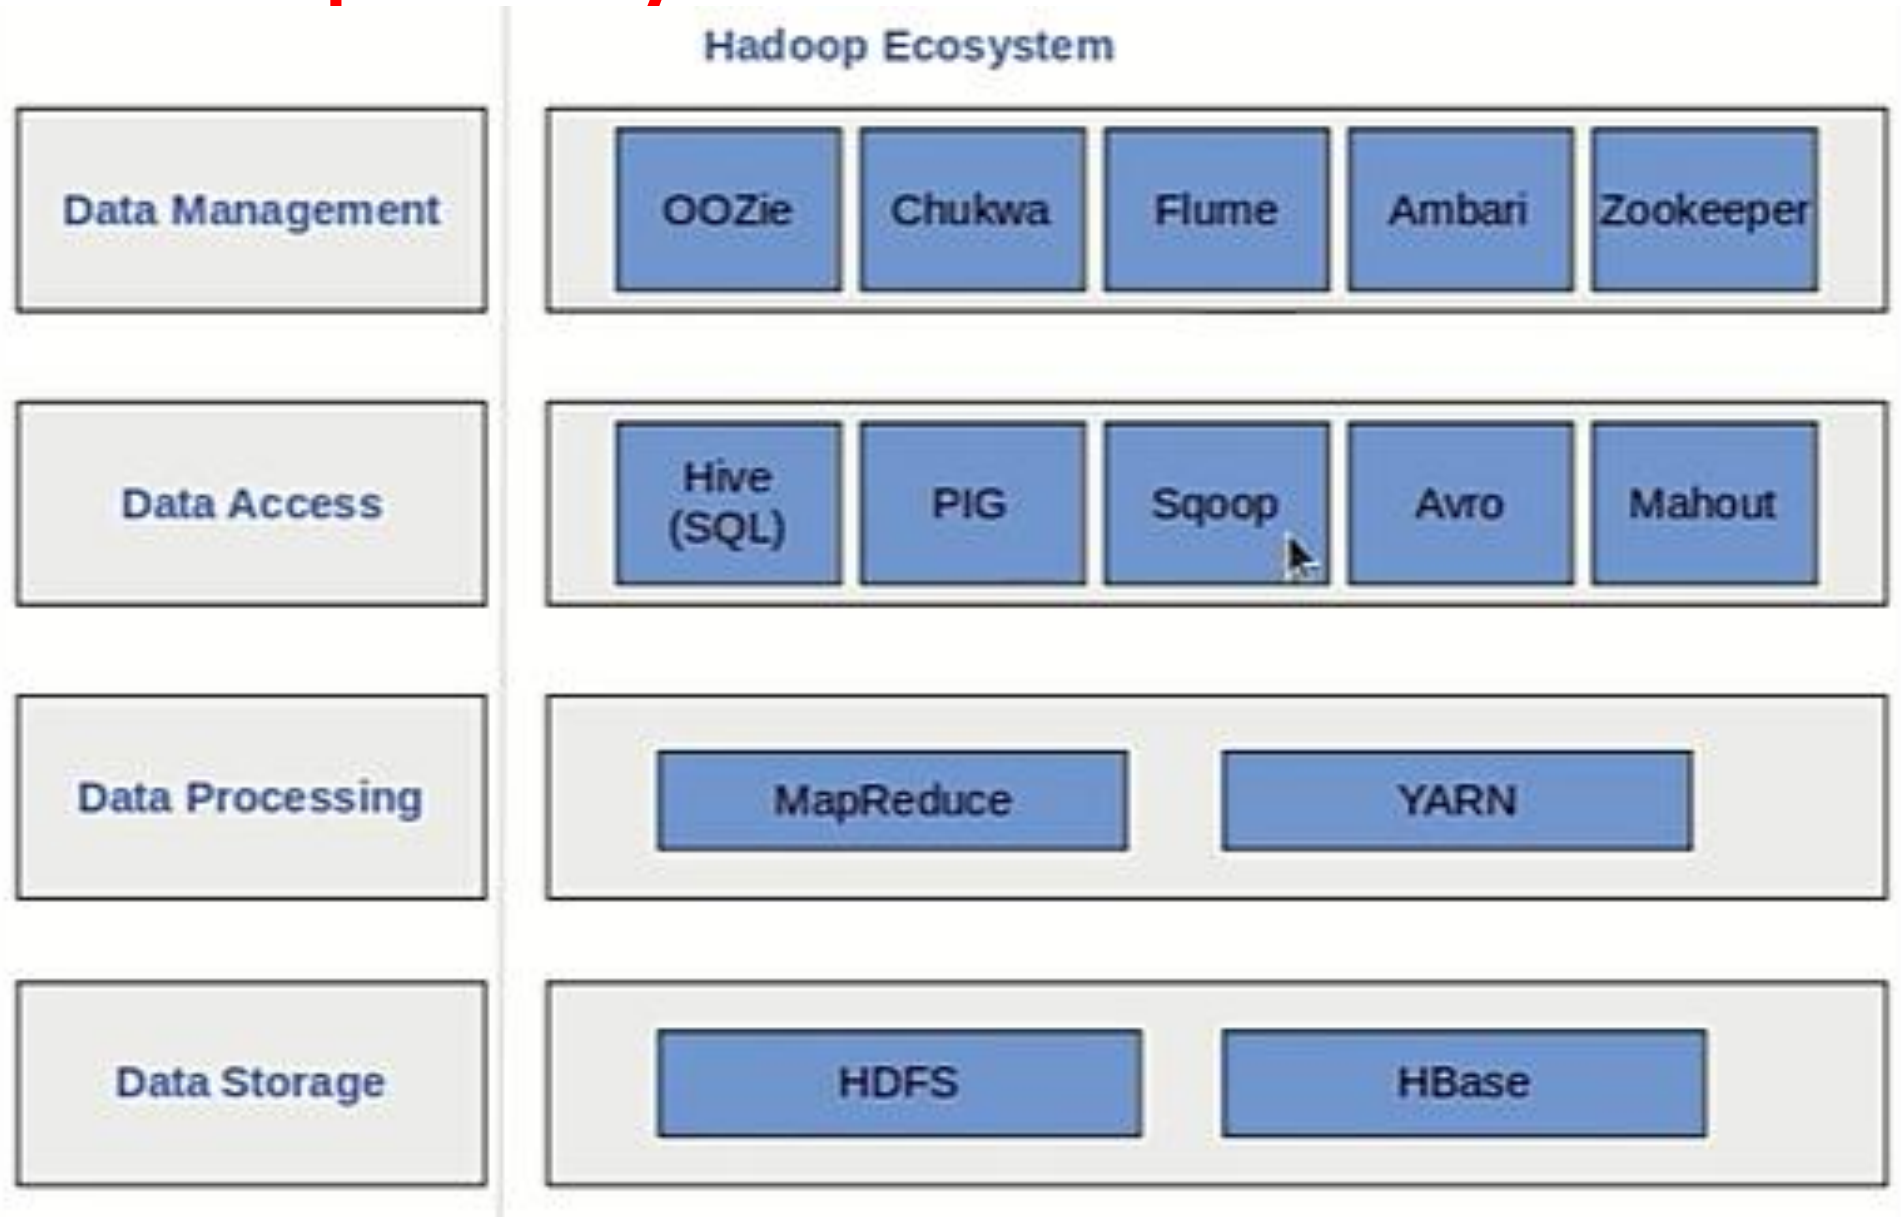 Hadoop Ecosystem
Data Management
OOZie
Chukwa
Flume
Ambari
Zookeeper
Data Access
Hive
(SQL)
PIG
Sqoop
Avro
Mahout
Data Processing
MapReduce
YARN
Data Storage
HDFS
HBase